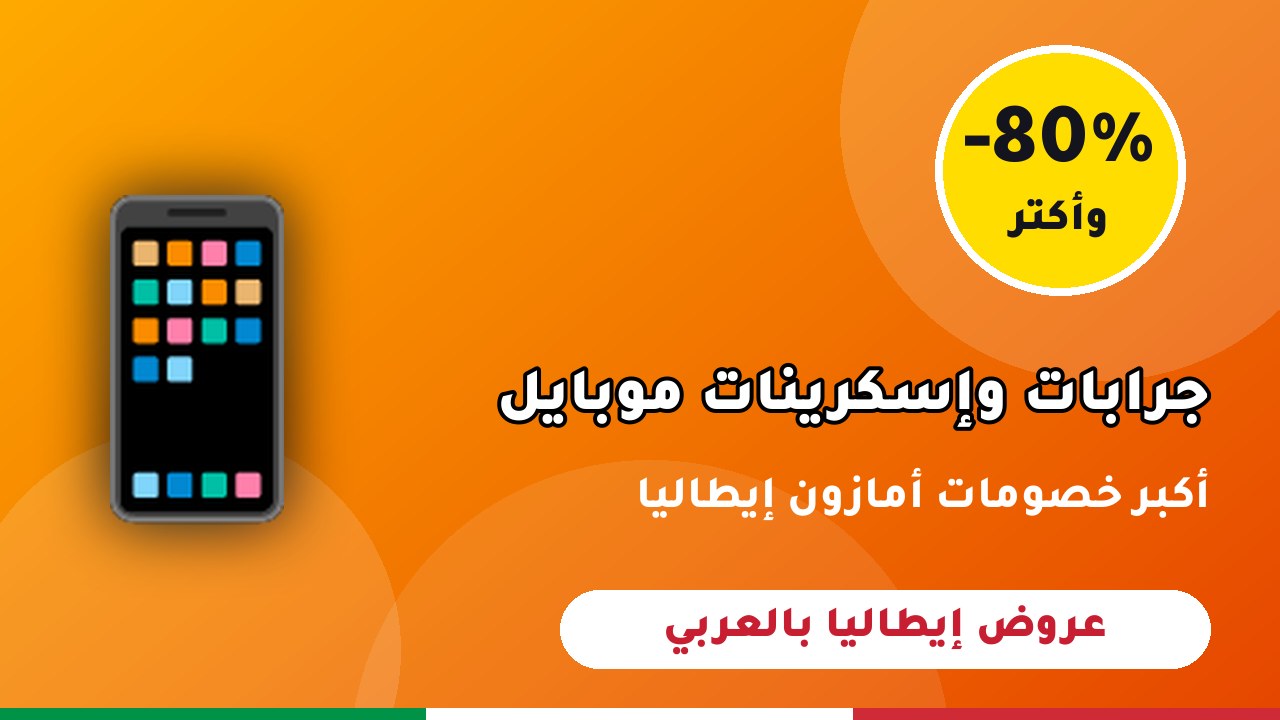 -80%
وأكتر
جرابات وإسكرينات موبايل
أكبر خصومات أمازون إيطاليا
عروض إيطاليا بالعربي